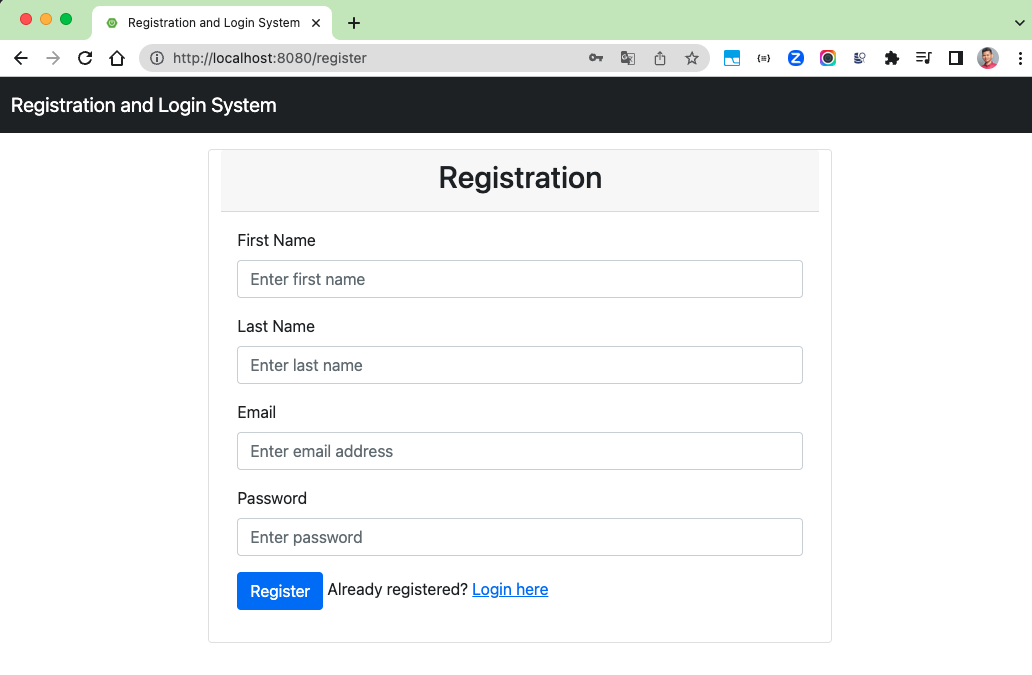 Registration and Login System
http://localhost:8080/register
Registration and Login System
Registration
First Name
Enter first name
Last Name
Enter last name
Email
Enter email address
Password
Enter password
Register Already registered? Login here